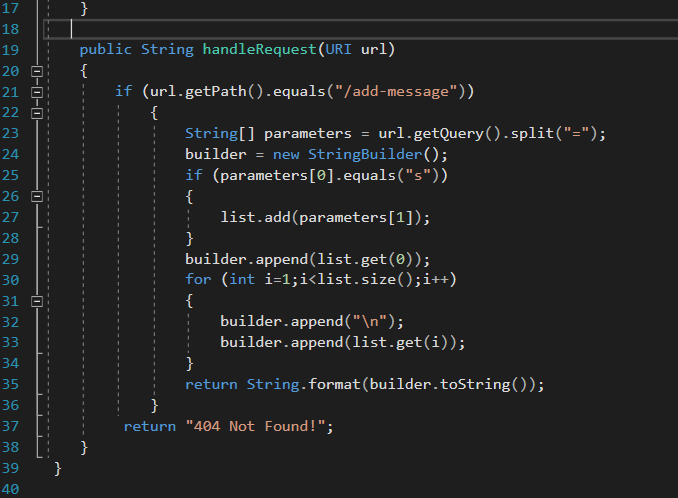 17 }
18
19 public String handleRequest(URI url)
20 {
21 if (url.getPath().equals("/add-message"))
22 {
23 String[] parameters = url.getQuery().split("=");
24 builder = new StringBuilder();
25 if (parameters[0].equals("s"))
26 {
27 list.add(parameters[1]);
28 }
29 builder.append(list.get(0));
30 for (int i=1;i<list.size();i++)
31 {
32 builder.append("\n");
33 builder.append(list.get(i));
34 }
35 return String.format(builder.toString());
36 }
37 return "404 Not Found!";
38 }
39 }
40